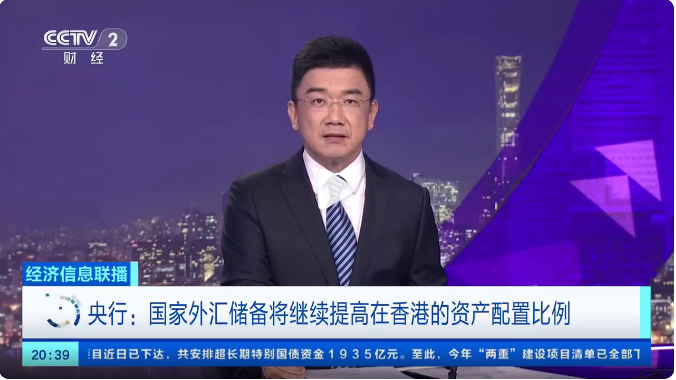 CCTV 2
财经
经济信息联播
央行：国家外汇储备将继续提高在香港的资产配置比例
20:39
目近日已下达，共安排超长期特别国债资金1935亿元。至此，今年“两重”建设项目清单已全部下